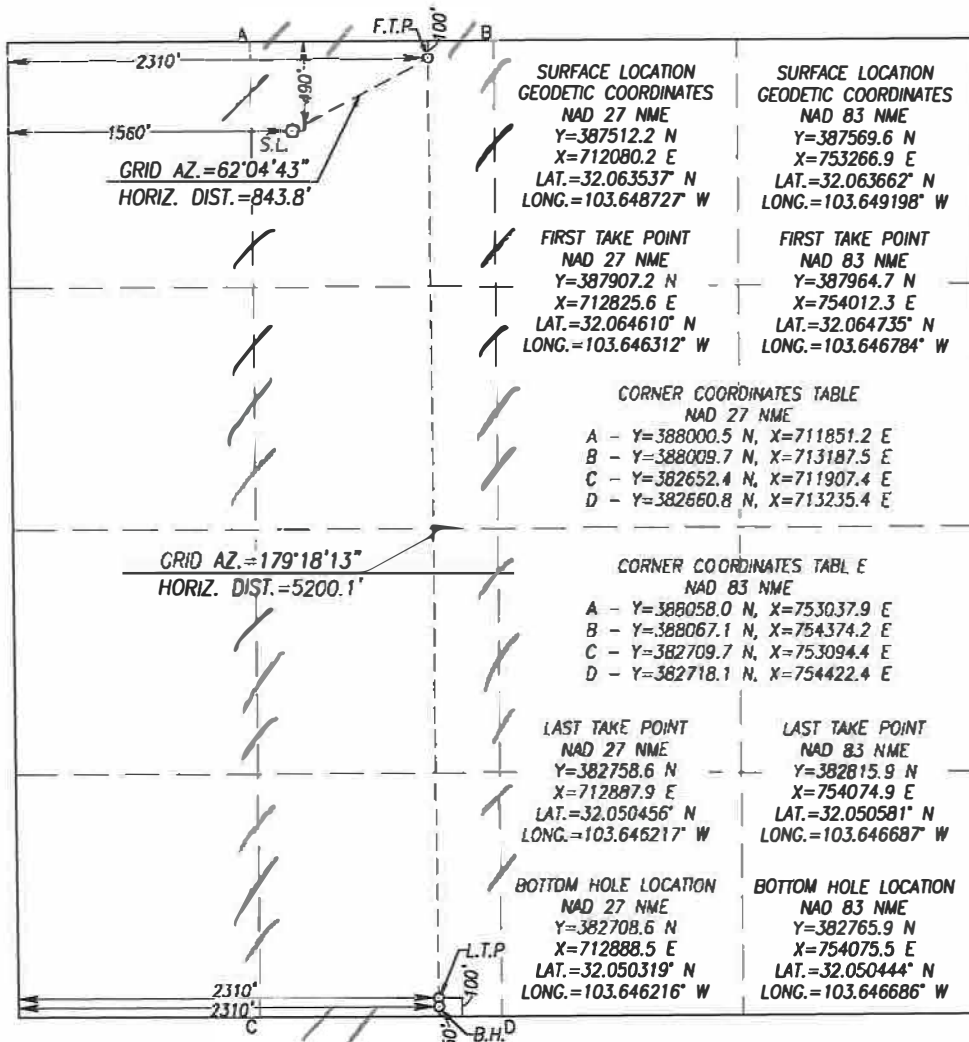 A
F.T.P.
100'
B
2310'
490'
1560'
S.L.
GRID AZ.=62°04'43"
HORIZ. DIST.=843.8'
SURFACE LOCATION
GEODETIC COORDINATES
NAD 27 NME
Y=387512.2 N
X=712080.2 E
LAT.=32.063537° N
LONG.=103.648727° W
SURFACE LOCATION
GEODETIC COORDINATES
NAD 83 NME
Y=387569.6 N
X=753266.9 E
LAT.=32.063662° N
LONG.=103.649198° W
FIRST TAKE POINT
NAD 27 NME
Y=387907.2 N
X=712825.6 E
LAT.=32.064610° N
LONG.=103.646312° W
FIRST TAKE POINT
NAD 83 NME
Y=387964.7 N
X=754012.3 E
LAT.=32.064735° N
LONG.=103.646784° W
CORNER COORDINATES TABLE
NAD 27 NME
A - Y=388000.5 N, X=711851.2 E
B - Y=388009.7 N, X=713187.5 E
C - Y=382652.4 N, X=711907.4 E
D - Y=382660.8 N, X=713235.4 E
GRID AZ.=179°18'13"
HORIZ. DIST.=5200.1'
CORNER COORDINATES TABLE
NAD 83 NME
A - Y=388058.0 N, X=753037.9 E
B - Y=388067.1 N, X=754374.2 E
C - Y=382709.7 N, X=753094.4 E
D - Y=382718.1 N, X=754422.4 E
LAST TAKE POINT
NAD 27 NME
Y=382758.6 N
X=712887.9 E
LAT.=32.050456° N
LONG.=103.646217° W
LAST TAKE POINT
NAD 83 NME
Y=382815.9 N
X=754074.9 E
LAT.=32.050581° N
LONG.=103.646687° W
BOTTOM HOLE LOCATION
NAD 27 NME
Y=382708.6 N
X=712888.5 E
LAT.=32.050319° N
LONG.=103.646216° W
BOTTOM HOLE LOCATION
NAD 83 NME
Y=382765.9 N
X=754075.5 E
LAT.=32.050444° N
LONG.=103.646686° W
L.T.P.
2310'
100'
2310'
C
B.H.
D